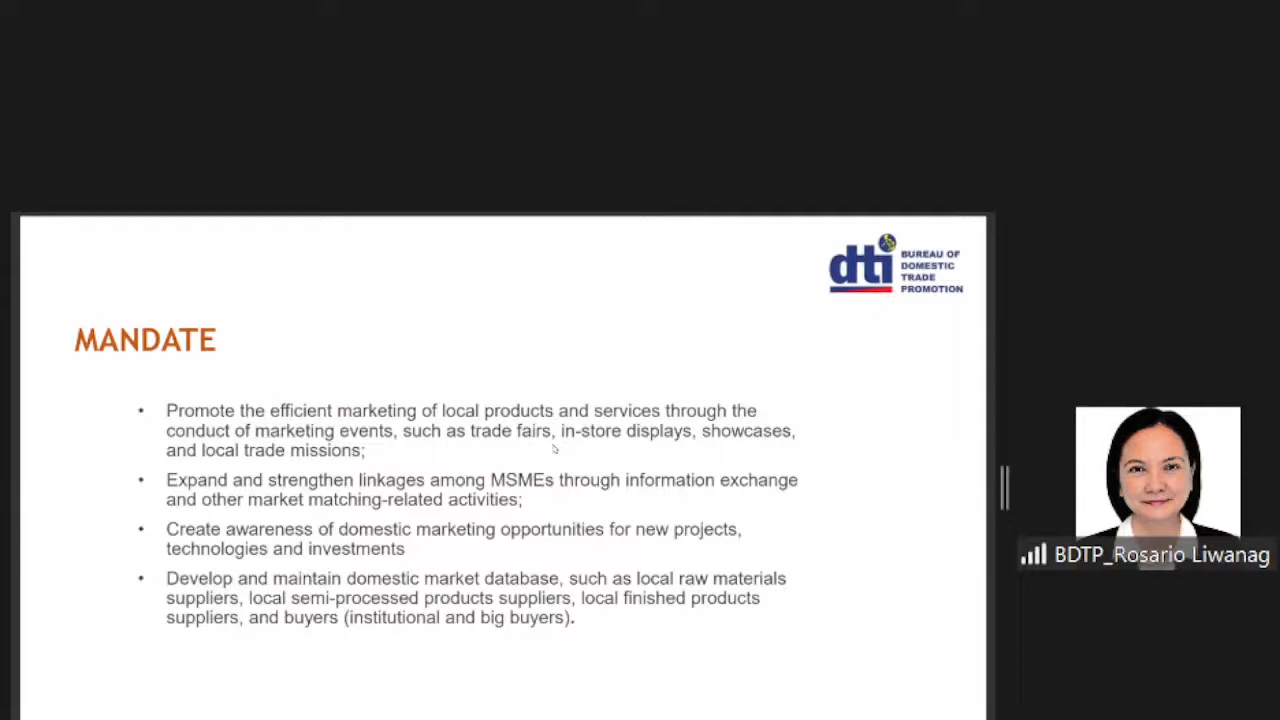 dti
BUREAU OF
DOMESTIC
TRADE
PROMOTION
MANDATE
• Promote the efficient marketing of local products and services through the
conduct of marketing events, such as trade fairs, in-store displays, showcases,
and local trade missions;
• Expand and strengthen linkages among MSMEs through information exchange
and other market matching-related activities;
• Create awareness of domestic marketing opportunities for new projects,
technologies and investments
• Develop and maintain domestic market database, such as local raw materials
suppliers, local semi-processed products suppliers, local finished products
suppliers, and buyers (institutional and big buyers).
BDTP_Rosario Liwanag